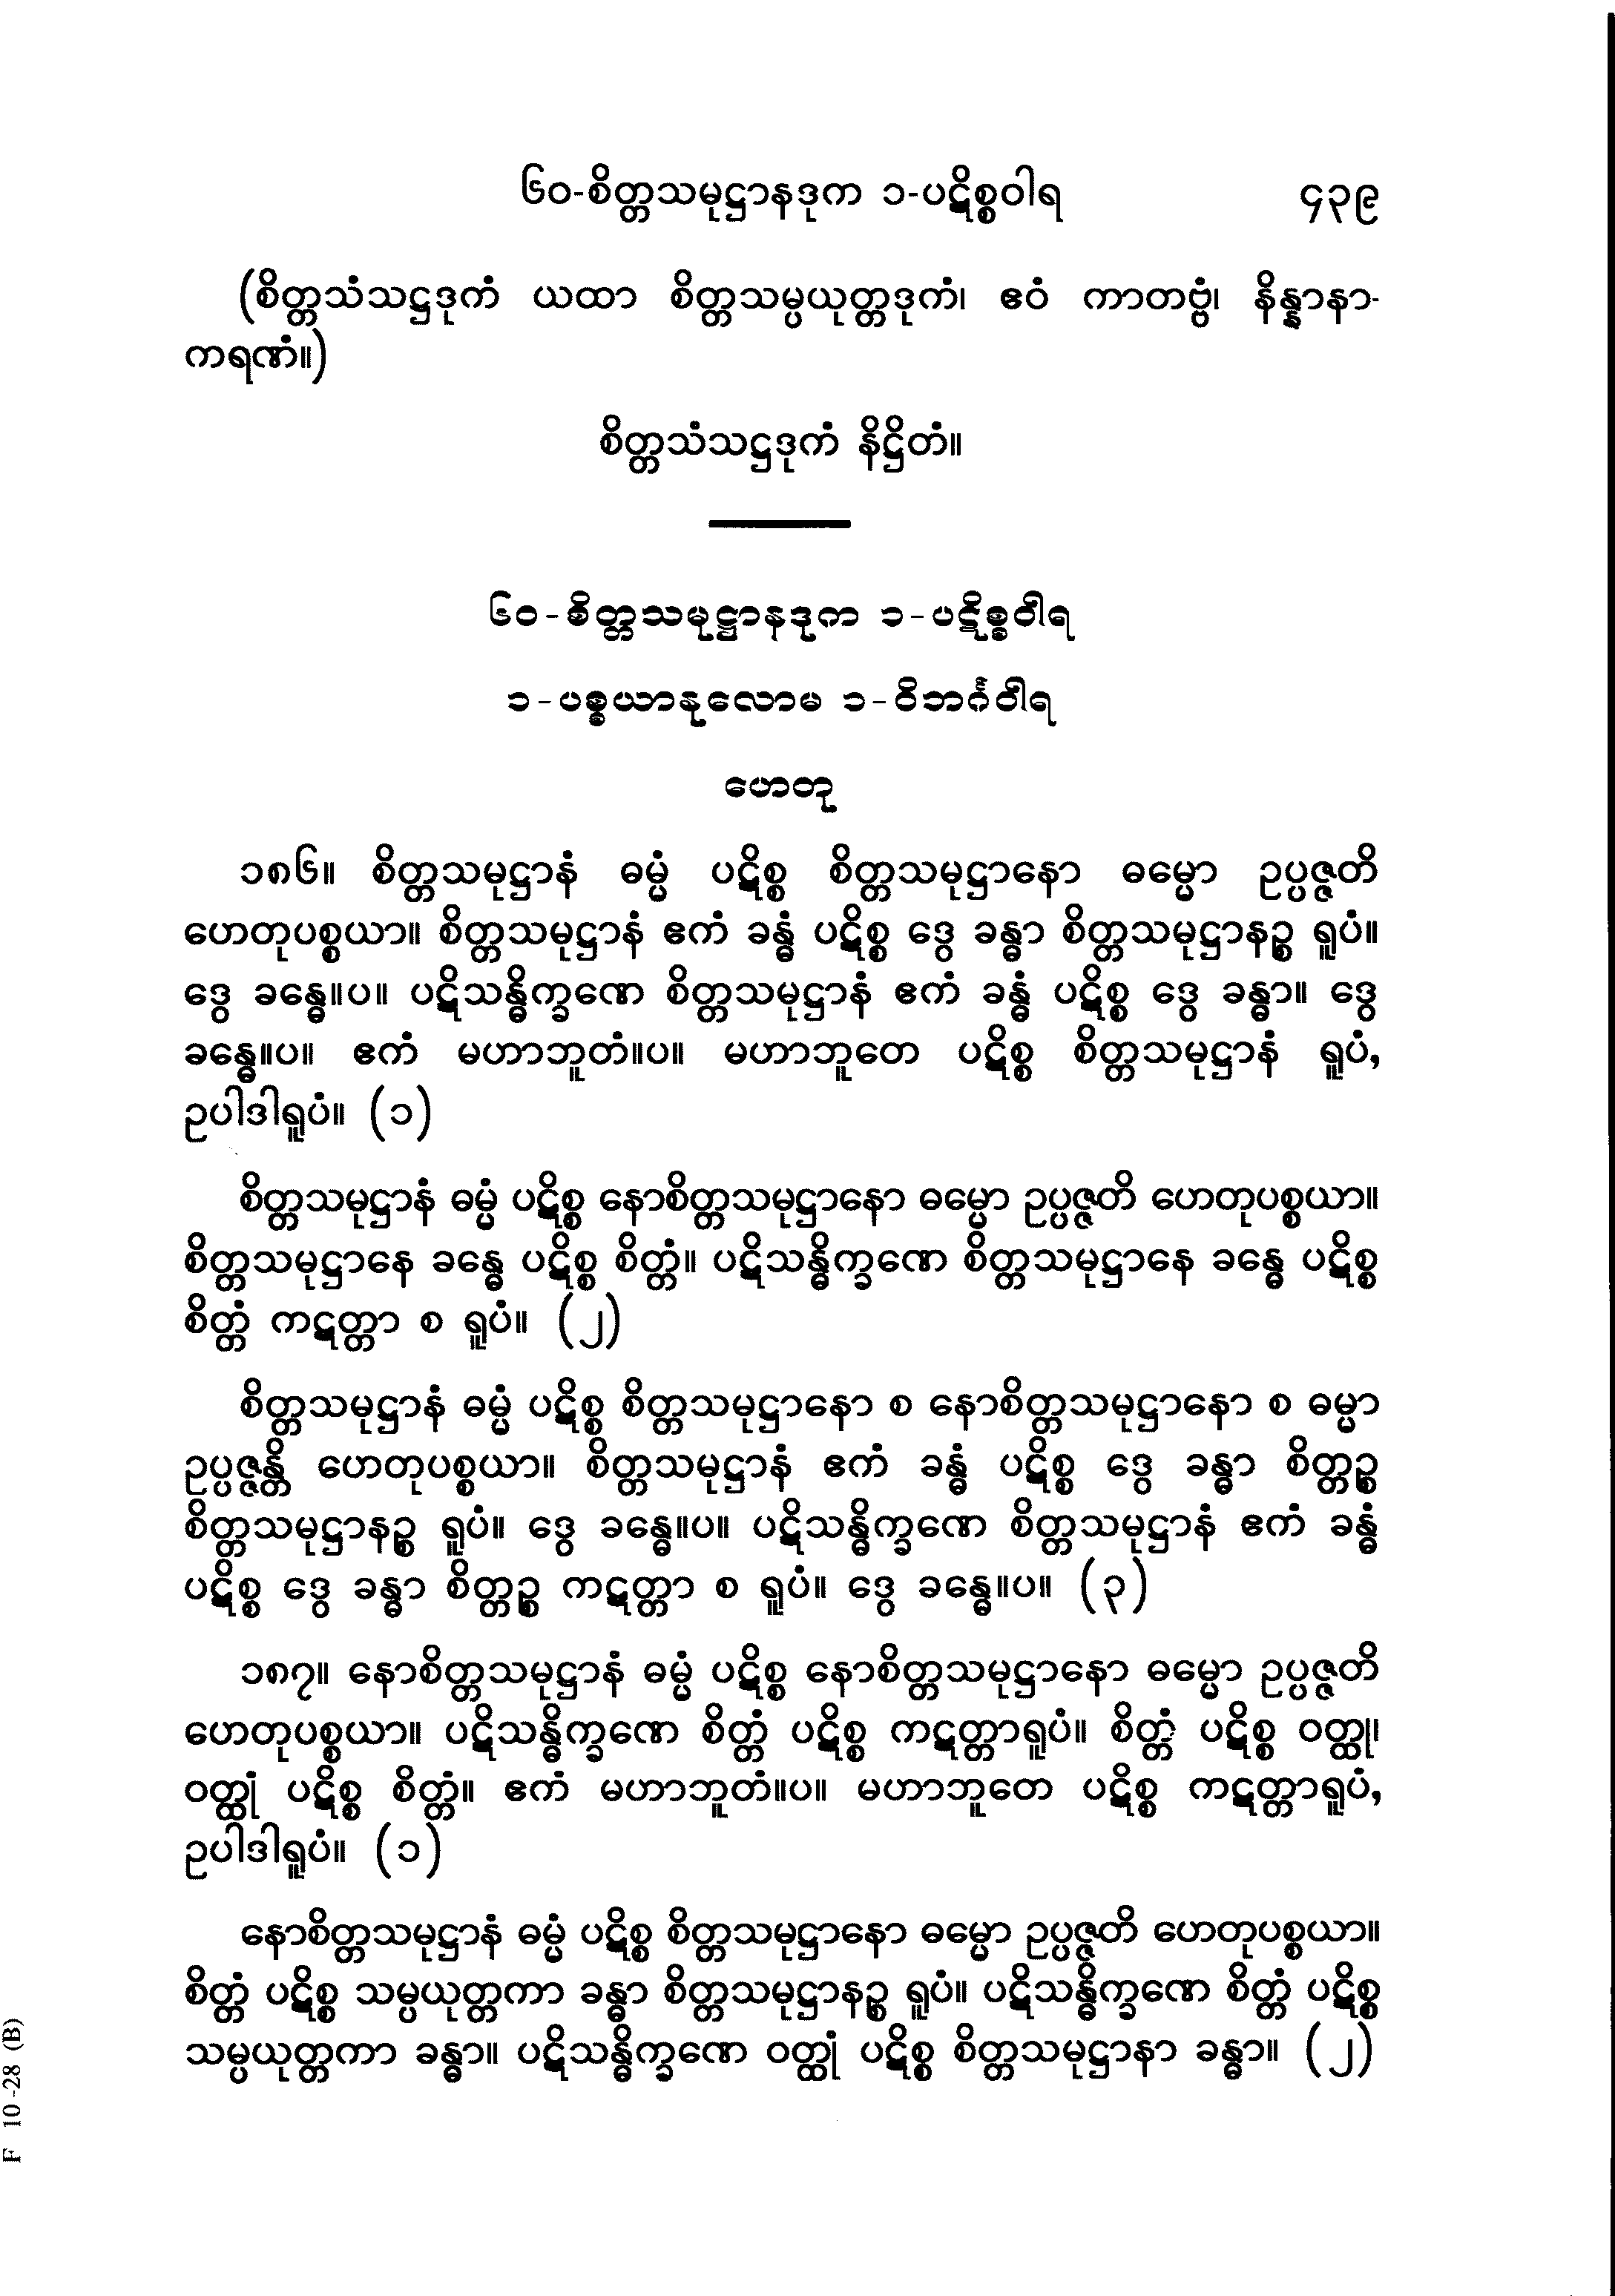 ၆၀-စိတ္တသမုဋ္ဌာနဒုက ၁-ပဋိစ္စဝါရ ၄၃၉
(စိတ္တသံသဋ္ဌဒုကံ ယထာ စိတ္တသမ္ပယုတ္တဒုကံ၊ ဧဝံ ကာတဗ္ဗံ၊ နိန္နာနာ-
ကရဏံ။)
စိတ္တသံသဋ္ဌဒုကံ နိဋ္ဌိတံ။
၆၀-စိတ္တသမုဋ္ဌာနဒုက ၁-ပဋိစ္စဝါရ
၁-ပစ္စယာနုလောမ ၁-ဝိဘင်္ဂဝါရ
ဟေတု
၁၈၆။ စိတ္တသမုဋ္ဌာနံ ဓမ္မံ ပဋိစ္စ စိတ္တသမုဋ္ဌာနော ဓမ္မော ဥပ္ပဇ္ဇတိ
ဟေတုပစ္စယာ။ စိတ္တသမုဋ္ဌာနံ ဧကံ ခန္ဓံ ပဋိစ္စ ဒွေ ခန္ဓာ စိတ္တသမုဋ္ဌာနဉ္စ ရူပံ။
ဒွေ ခန္ဓေ။ပ။ ပဋိသန္ဓိက္ခဏေ စိတ္တသမုဋ္ဌာနံ ဧကံ ခန္ဓံ ပဋိစ္စ ဒွေ ခန္ဓာ။ ဒွေ
ခန္ဓေ။ပ။ ဧကံ မဟာဘူတံ။ပ။ မဟာဘူတေ ပဋိစ္စ စိတ္တသမုဋ္ဌာနံ ရူပံ,
ဥပါဒါရူပံ။ (၁)
စိတ္တသမုဋ္ဌာနံ ဓမ္မံ ပဋိစ္စ နောစိတ္တသမုဋ္ဌာနော ဓမ္မော ဥပ္ပဇ္ဇတိ ဟေတုပစ္စယာ။
စိတ္တသမုဋ္ဌာနေ ခန္ဓေ ပဋိစ္စ စိတ္တံ။ ပဋိသန္ဓိက္ခဏေ စိတ္တသမုဋ္ဌာနေ ခန္ဓေ ပဋိစ္စ
စိတ္တံ ကဋတ္တာ စ ရူပံ။ (၂)
စိတ္တသမုဋ္ဌာနံ ဓမ္မံ ပဋိစ္စ စိတ္တသမုဋ္ဌာနော စ နောစိတ္တသမုဋ္ဌာနော စ ဓမ္မာ
ဥပ္ပဇ္ဇန္တိ ဟေတုပစ္စယာ။ စိတ္တသမုဋ္ဌာနံ ဧကံ ခန္ဓံ ပဋိစ္စ ဒွေ ခန္ဓာ စိတ္တဉ္စ
စိတ္တသမုဋ္ဌာနဉ္စ ရူပံ။ ဒွေ ခန္ဓေ။ပ။ ပဋိသန္ဓိက္ခဏေ စိတ္တသမုဋ္ဌာနံ ဧကံ ခန္ဓံ
ပဋိစ္စ ဒွေ ခန္ဓာ စိတ္တဉ္စ ကဋတ္တာ စ ရူပံ။ ဒွေ ခန္ဓေ။ပ။ (၃)
၁၈၇။ နောစိတ္တသမုဋ္ဌာနံ ဓမ္မံ ပဋိစ္စ နောစိတ္တသမုဋ္ဌာနော ဓမ္မော ဥပ္ပဇ္ဇတိ
ဟေတုပစ္စယာ။ ပဋိသန္ဓိက္ခဏေ စိတ္တံ ပဋိစ္စ ကဋတ္တာရူပံ။ စိတ္တံ ပဋိစ္စ ဝတ္ထု၊
ဝတ္ထုံ ပဋိစ္စ စိတ္တံ။ ဧကံ မဟာဘူတံ။ပ။ မဟာဘူတေ ပဋိစ္စ ကဋတ္တာရူပံ,
ဥပါဒါရူပံ။ (၁)
နောစိတ္တသမုဋ္ဌာနံ ဓမ္မံ ပဋိစ္စ စိတ္တသမုဋ္ဌာနော ဓမ္မော ဥပ္ပဇ္ဇတိ ဟေတုပစ္စယာ။
စိတ္တံ ပဋိစ္စ သမ္ပယုတ္တကာ ခန္ဓာ စိတ္တသမုဋ္ဌာနဉ္စ ရူပံ။ ပဋိသန္ဓိက္ခဏေ စိတ္တံ ပဋိစ္စ
သမ္ပယုတ္တကာ ခန္ဓာ။ ပဋိသန္ဓိက္ခဏေ ဝတ္ထုံ ပဋိစ္စ စိတ္တသမုဋ္ဌာနာ ခန္ဓာ။ (၂)
F 10-28 (B)